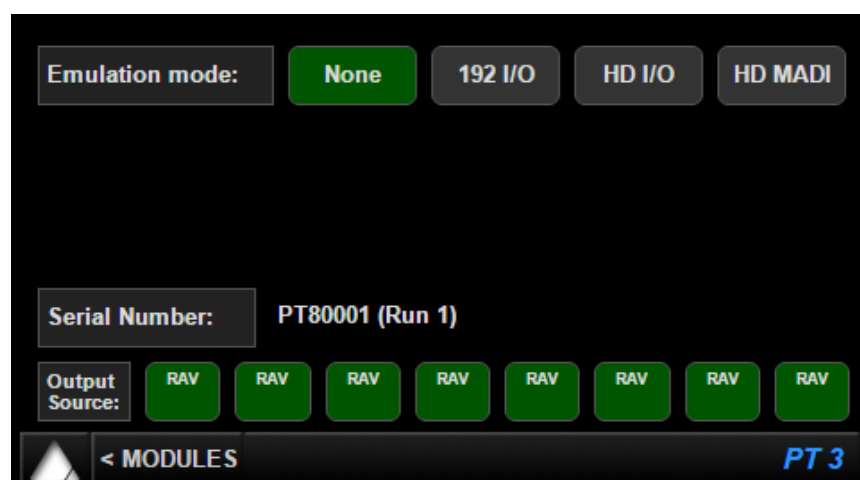 Emulation mode: None 192 I/O HD I/O HD MADI
Serial Number: PT80001 (Run 1)
Output Source: RAV RAV RAV RAV RAV RAV RAV RAV
< MODULES PT 3